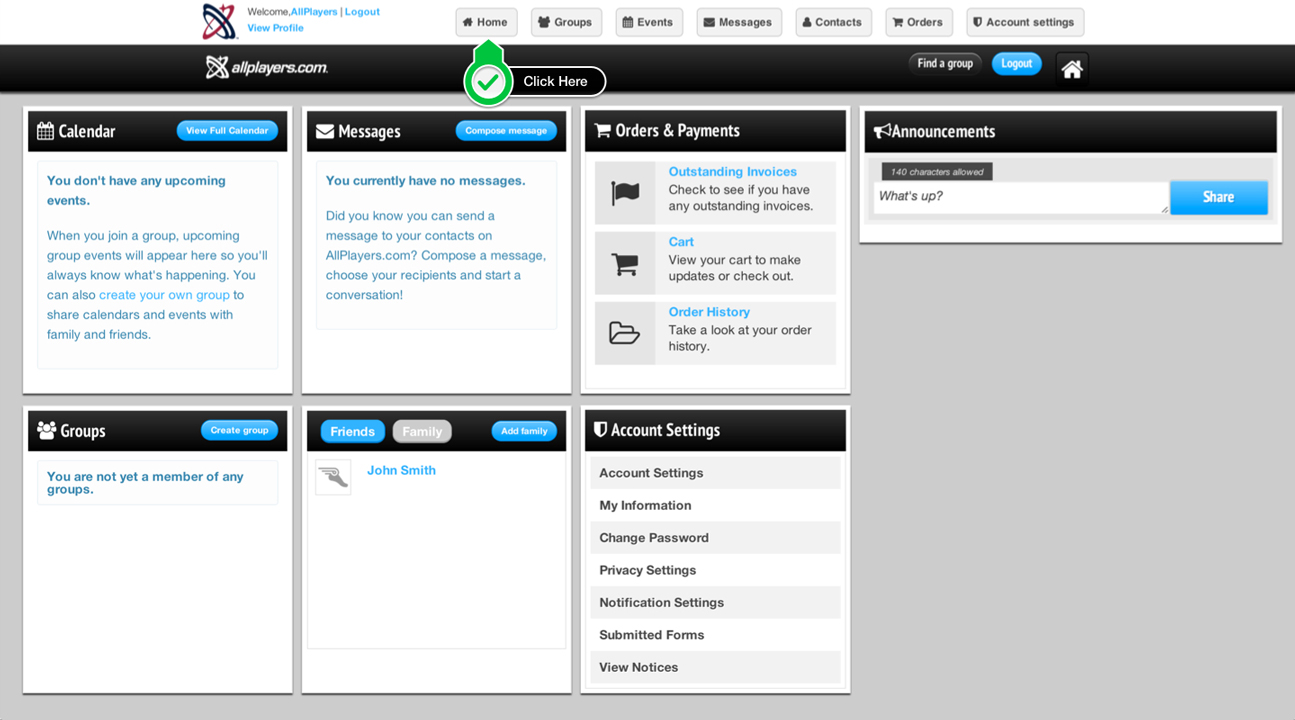 Welcome,AllPlayers | Logout
View Profile
Home
Groups
Events
Messages
Contacts
Orders
Account settings
allplayers.com
Click Here
Find a group
Logout
Calendar
View Full Calendar
You don't have any upcoming
events.
When you join a group, upcoming
group events will appear here so you'll
always know what's happening. You
can also create your own group to
share calendars and events with
family and friends.
Messages
Compose message
You currently have no messages.
Did you know you can send a
message to your contacts on
AllPlayers.com? Compose a message,
choose your recipients and start a
conversation!
Orders & Payments
Outstanding Invoices
Check to see if you have
any outstanding invoices.
Cart
View your cart to make
updates or check out.
Order History
Take a look at your order
history.
Announcements
140 characters allowed
What's up?
Share
Groups
Create group
You are not yet a member of any
groups.
Friends
Family
Add family
John Smith
Account Settings
Account Settings
My Information
Change Password
Privacy Settings
Notification Settings
Submitted Forms
View Notices